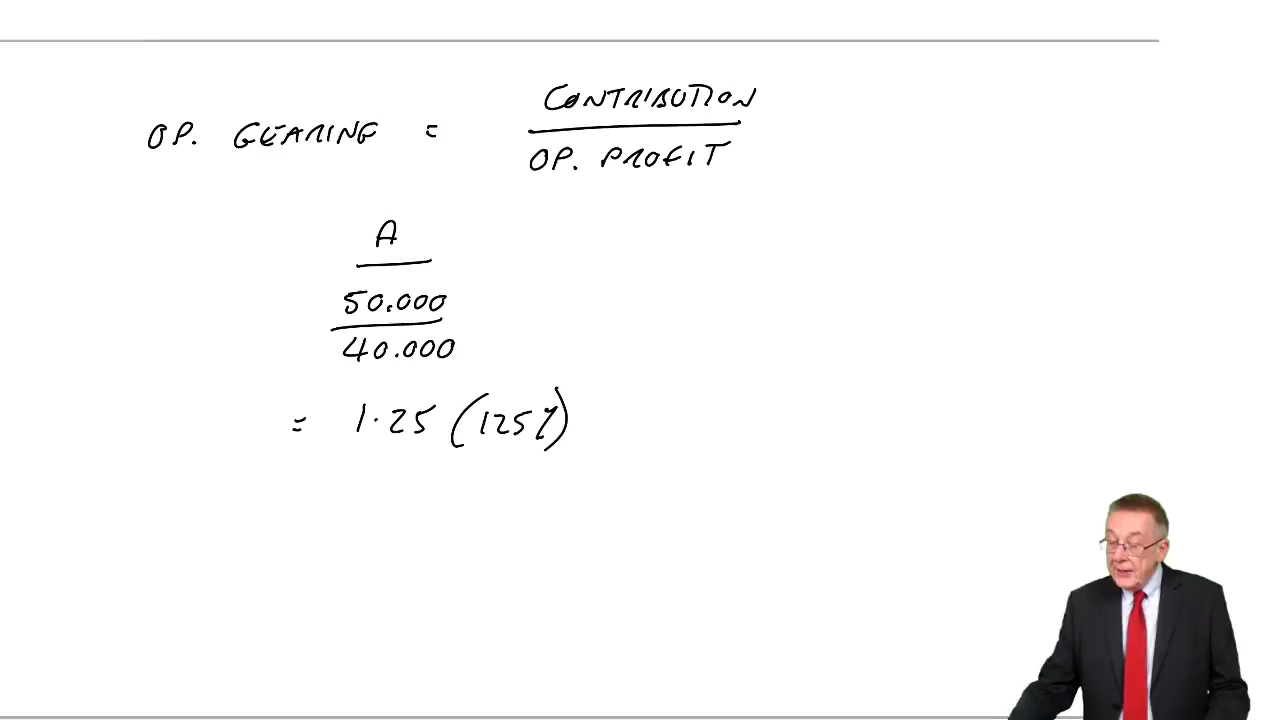 OP. GEARING = CONTRIBUTION
OP. PROFIT
A
50.000
40.000
= 1.25 (125%)